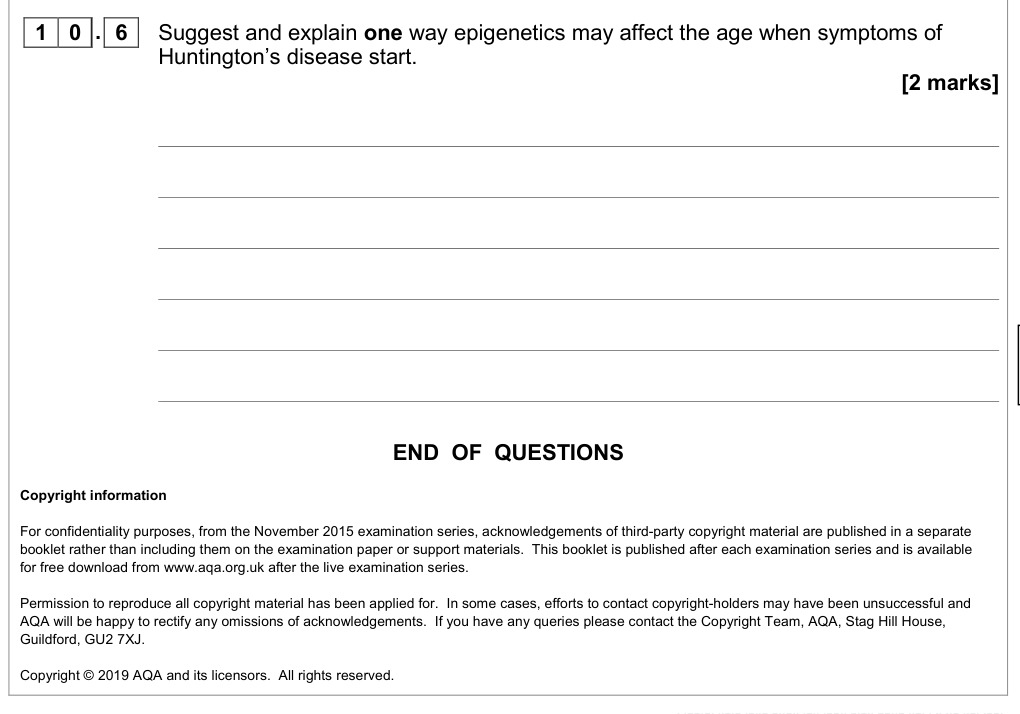 1 0 . 6 Suggest and explain one way epigenetics may affect the age when symptoms of
Huntington’s disease start.
[2 marks]
END OF QUESTIONS
Copyright information
For confidentiality purposes, from the November 2015 examination series, acknowledgements of third-party copyright material are published in a separate
booklet rather than including them on the examination paper or support materials. This booklet is published after each examination series and is available
for free download from www.aqa.org.uk after the live examination series.
Permission to reproduce all copyright material has been applied for. In some cases, efforts to contact copyright-holders may have been unsuccessful and
AQA will be happy to rectify any omissions of acknowledgements. If you have any queries please contact the Copyright Team, AQA, Stag Hill House,
Guildford, GU2 7XJ.
Copyright © 2019 AQA and its licensors. All rights reserved.